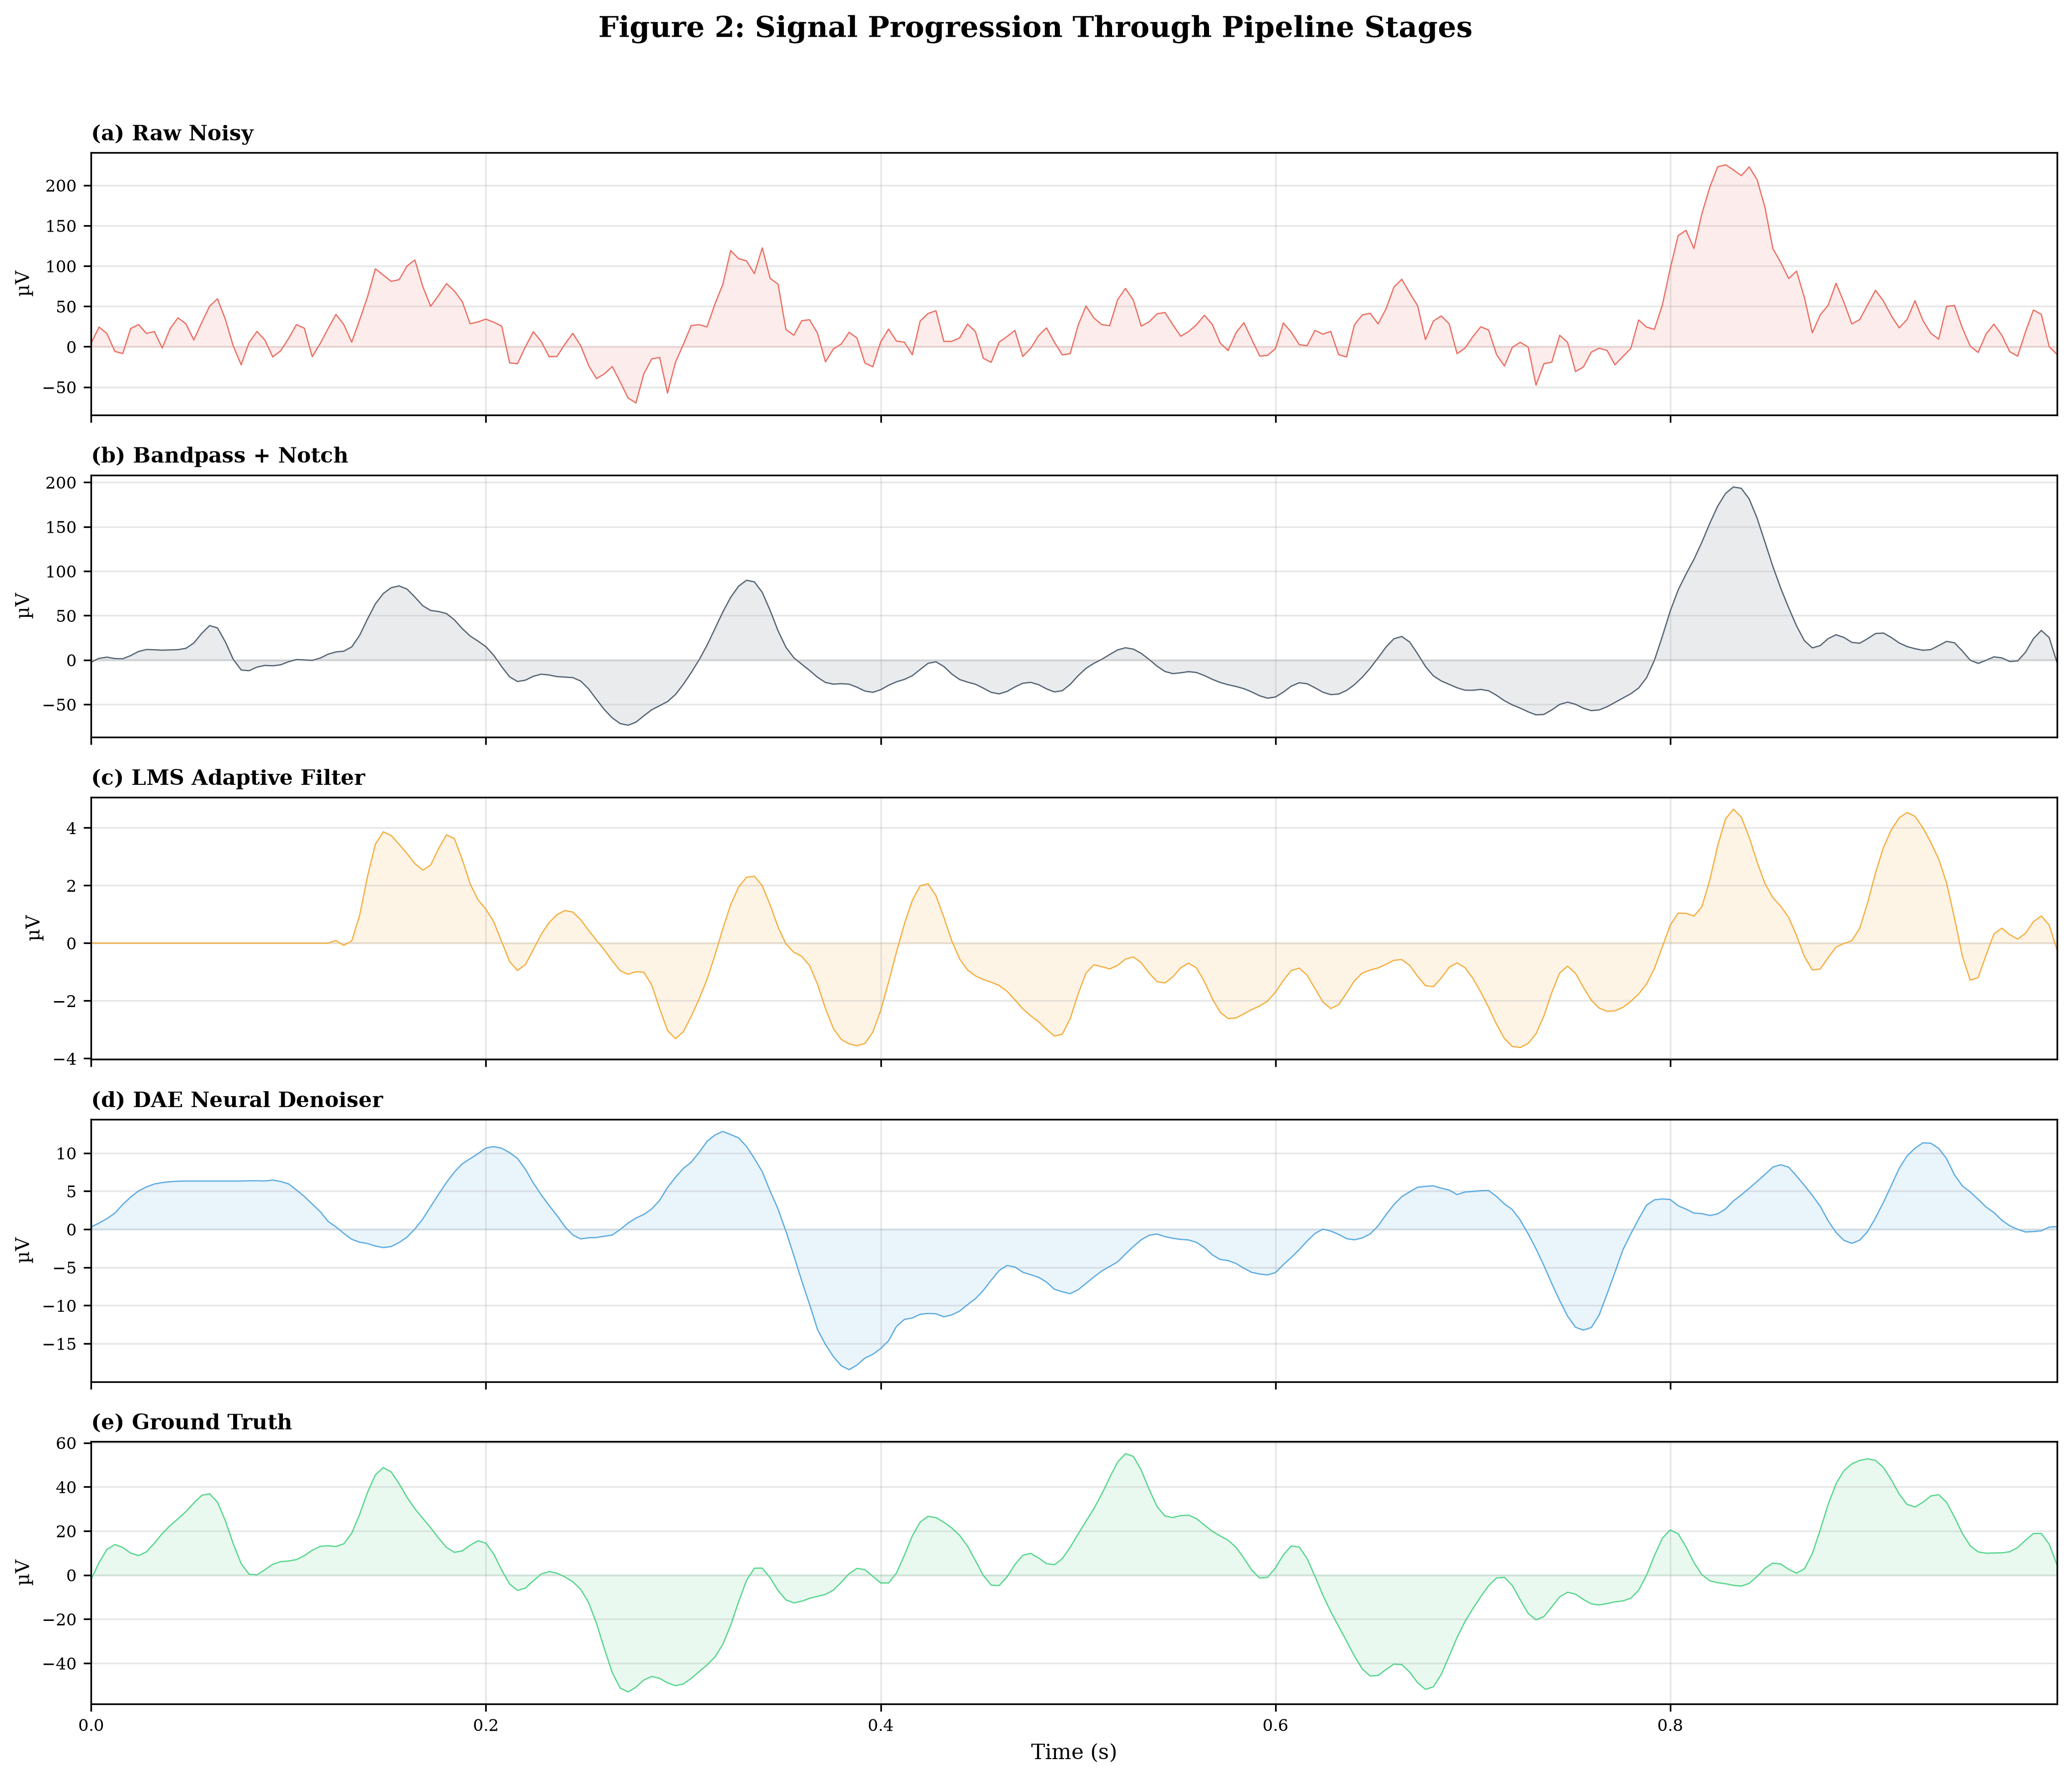 Figure 2: Signal Progression Through Pipeline Stages
(a) Raw Noisy
200
150
100
50
0
−50
µV
(b) Bandpass + Notch
200
150
100
50
0
−50
µV
(c) LMS Adaptive Filter
4
2
0
−2
−4
µV
(d) DAE Neural Denoiser
10
5
0
−5
−10
−15
µV
(e) Ground Truth
60
40
20
0
−20
−40
µV
0.0 0.2 0.4 0.6 0.8
Time (s)